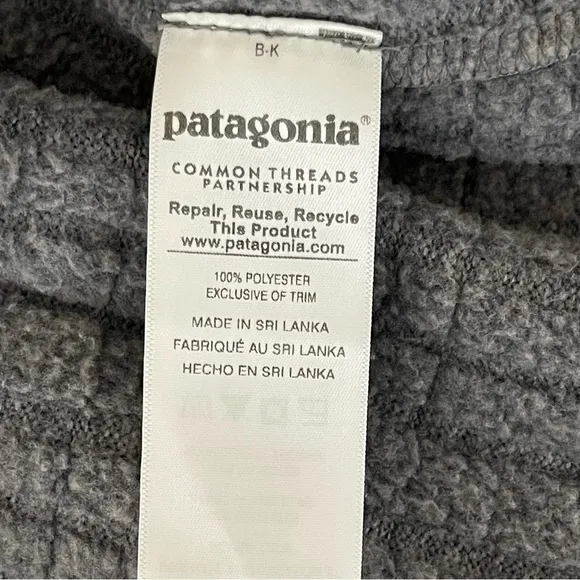 B-K
patagonia®
COMMON THREADS
PARTNERSHIP
Repair, Reuse, Recycle
This Product
www.patagonia.com
100% POLYESTER
EXCLUSIVE OF TRIM
MADE IN SRI LANKA
FABRIQUÉ AU SRI LANKA
HECHO EN SRI LANKA